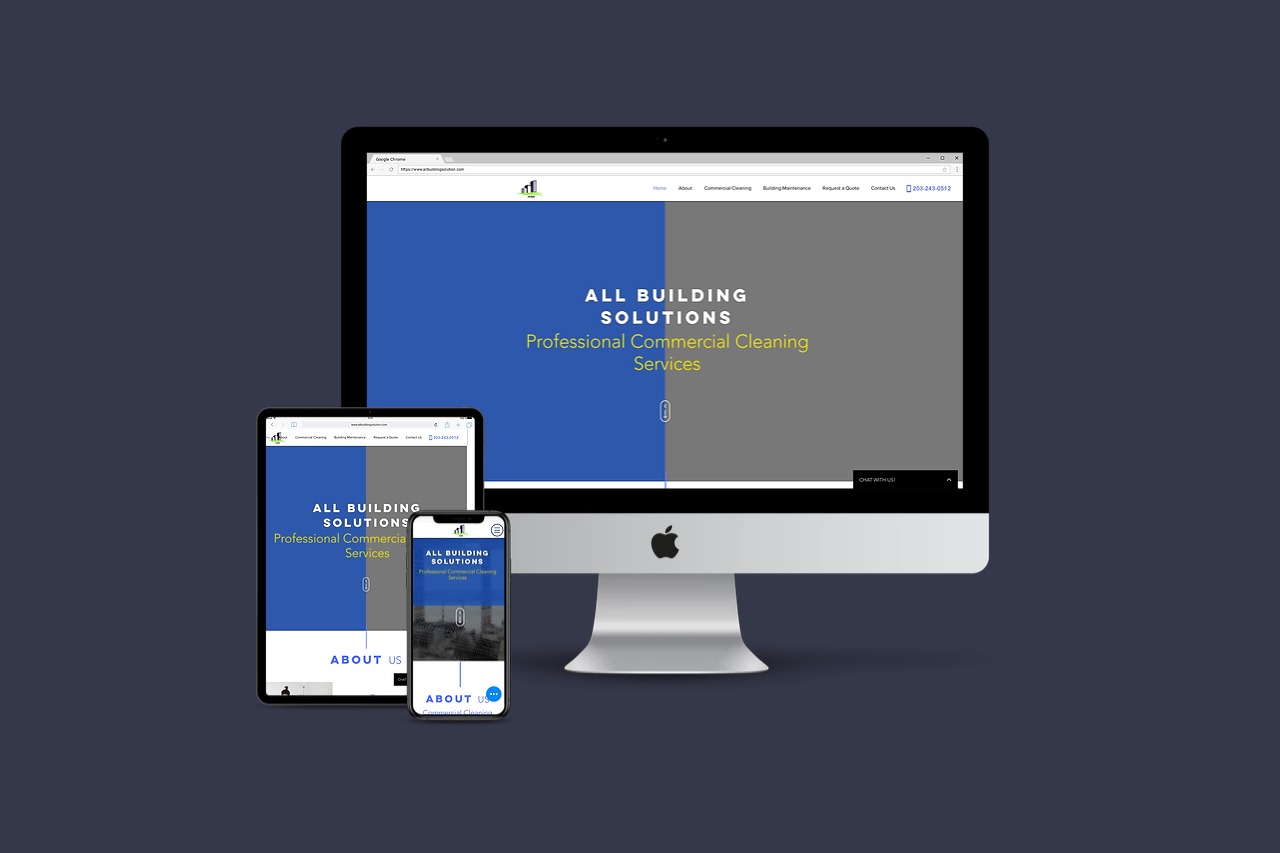 Google Chrome
https://www.allbuildingsolution.com
Home About Commercial Cleaning Building Maintenance Request a Quote Contact Us 203-243-0512
ALL BUILDING
SOLUTIONS
Professional Commercial Cleaning
Services
CHAT WITH US!
www.allbuildingsolution.com
Commercial Cleaning Building Maintenance Request a Quote Contact Us 203-243-0512
ALL BUILDING
SOLUTIONS
Professional Commercia
Services
ABOUT US
CHAT
ALL BUILDING
SOLUTIONS
Professional Commercial Cleaning
Services
ABOUT US
Commercial Cleaning